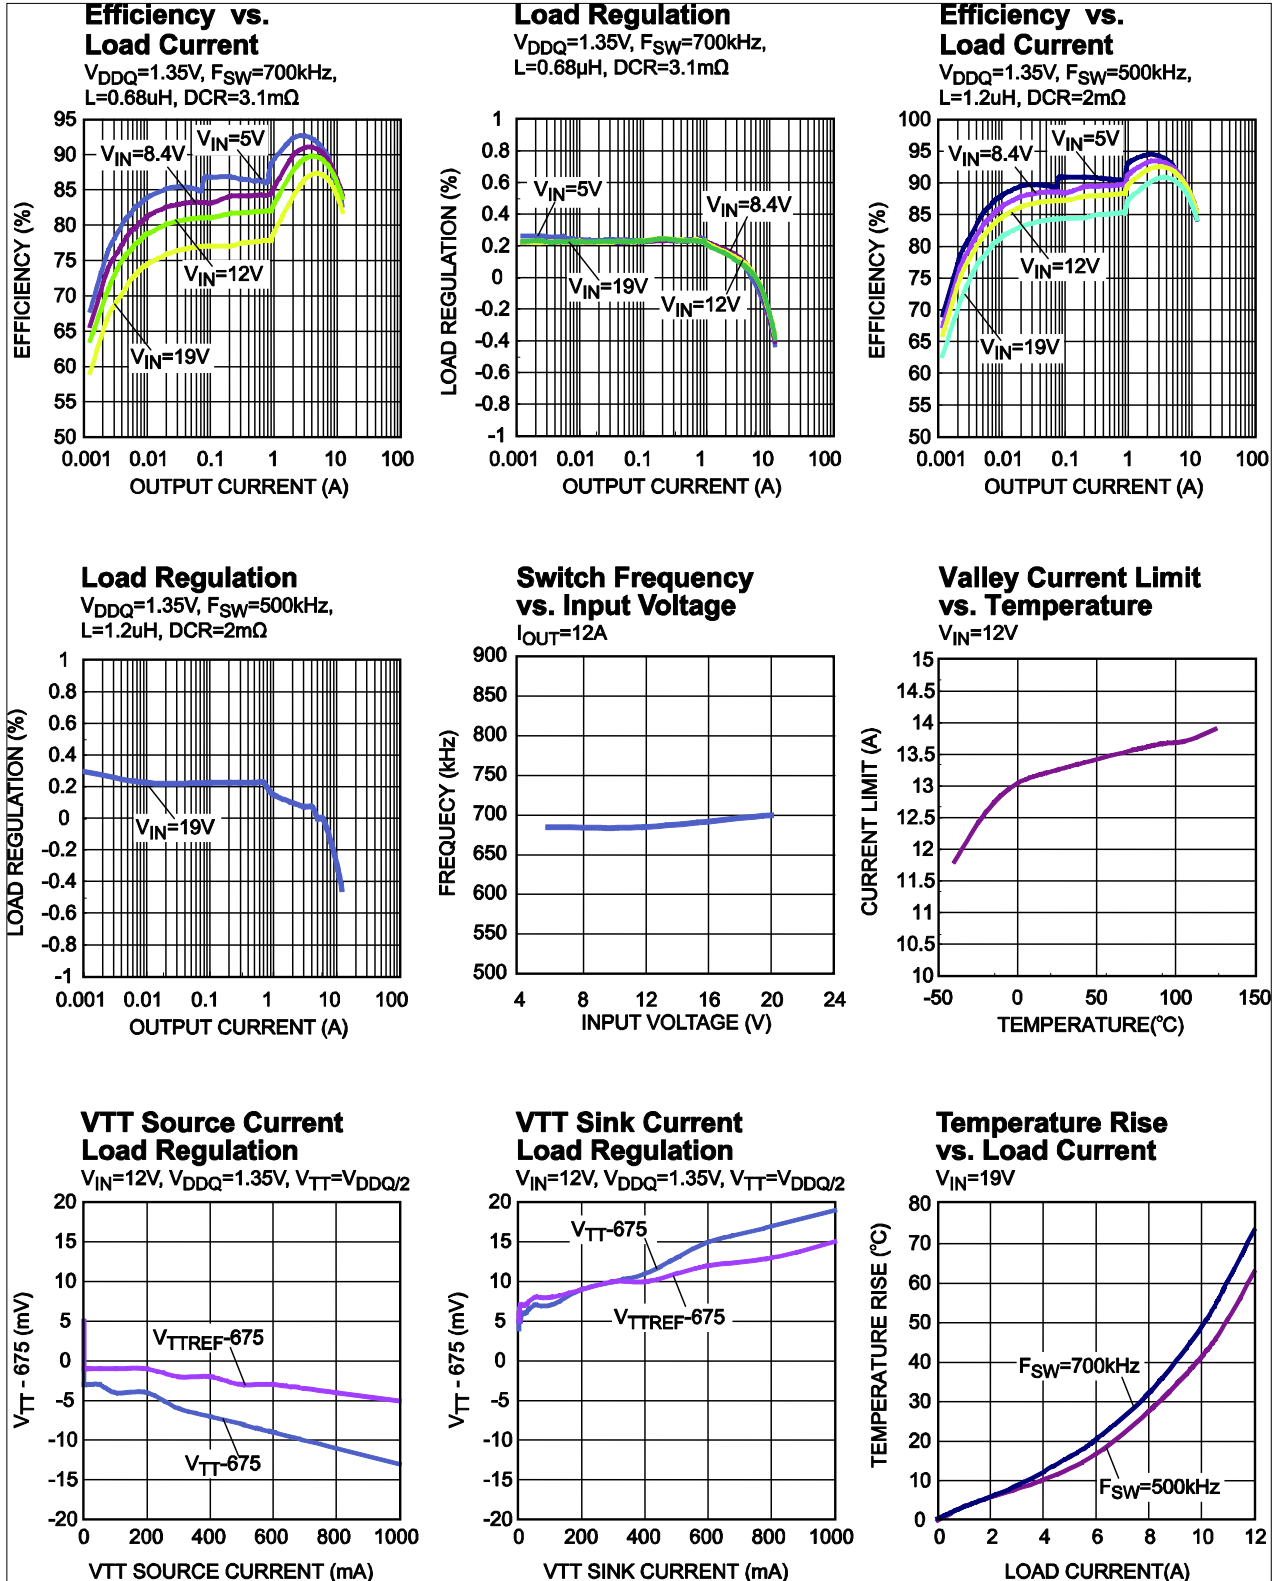 Efficiency vs.
Load Current
VDDQ=1.35V, FSW=700kHz,
L=0.68uH, DCR=3.1mΩ
95
90
85
80
75
70
65
60
55
50
EFFICIENCY (%)
VIN=5V
VIN=8.4V
VIN=12V
VIN=19V
0.001 0.01 0.1 1 10 100
OUTPUT CURRENT (A)
Load Regulation
VDDQ=1.35V, FSW=700kHz,
L=0.68µH, DCR=3.1mΩ
1
0.8
0.6
0.4
0.2
0
-0.2
-0.4
-0.6
-0.8
-1
LOAD REGULATION (%)
VIN=5V
VIN=8.4V
VIN=19V
VIN=12V
0.001 0.01 0.1 1 10 100
OUTPUT CURRENT (A)
Efficiency vs.
Load Current
VDDQ=1.35V, FSW=500kHz,
L=1.2uH, DCR=2mΩ
100
95
90
85
80
75
70
65
60
55
50
EFFICIENCY (%)
VIN=5V
VIN=8.4V
VIN=12V
VIN=19V
0.001 0.01 0.1 1 10 100
OUTPUT CURRENT (A)
Load Regulation
VDDQ=1.35V, FSW=500kHz,
L=1.2uH, DCR=2mΩ
1
0.8
0.6
0.4
0.2
0
-0.2
-0.4
-0.6
-0.8
-1
LOAD REGULATION (%)
VIN=19V
0.001 0.01 0.1 1 10 100
OUTPUT CURRENT (A)
Switch Frequency
vs. Input Voltage
IOUT=12A
900
850
800
750
700
650
600
550
500
FREQUECY (kHz)
4 8 12 16 20 24
INPUT VOLTAGE (V)
Valley Current Limit
vs. Temperature
VIN=12V
15
14.5
14
13.5
13
12.5
12
11.5
11
10.5
10
CURRENT LIMIT (A)
-50 0 50 100 150
TEMPERATURE(°C)
VTT Source Current
Load Regulation
VIN=12V, VDDQ=1.35V, VTT=VDDQ/2
20
15
10
5
0
-5
-10
-15
-20
VTT - 675 (mV)
VTTREF-675
VTT-675
0 200 400 600 800 1000
VTT SOURCE CURRENT (mA)
VTT Sink Current
Load Regulation
VIN=12V, VDDQ=1.35V, VTT=VDDQ/2
20
15
10
5
0
-5
-10
-15
-20
VTT - 675 (mV)
VTT-675
VTTREF-675
0 200 400 600 800 1000
VTT SINK CURRENT (mA)
Temperature Rise
vs. Load Current
VIN=19V
80
70
60
50
40
30
20
10
0
TEMPERATURE RISE (°C)
FSW=700kHz
FSW=500kHz
0 2 4 6 8 10 12
LOAD CURRENT(A)